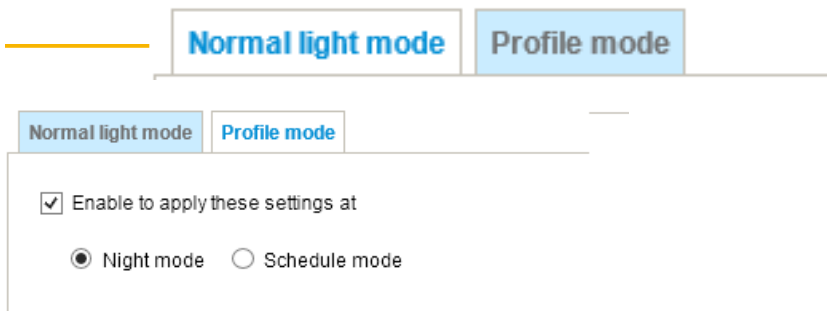 Normal light mode Profile mode
Normal light mode Profile mode
Enable to apply these settings at
Night mode Schedule mode